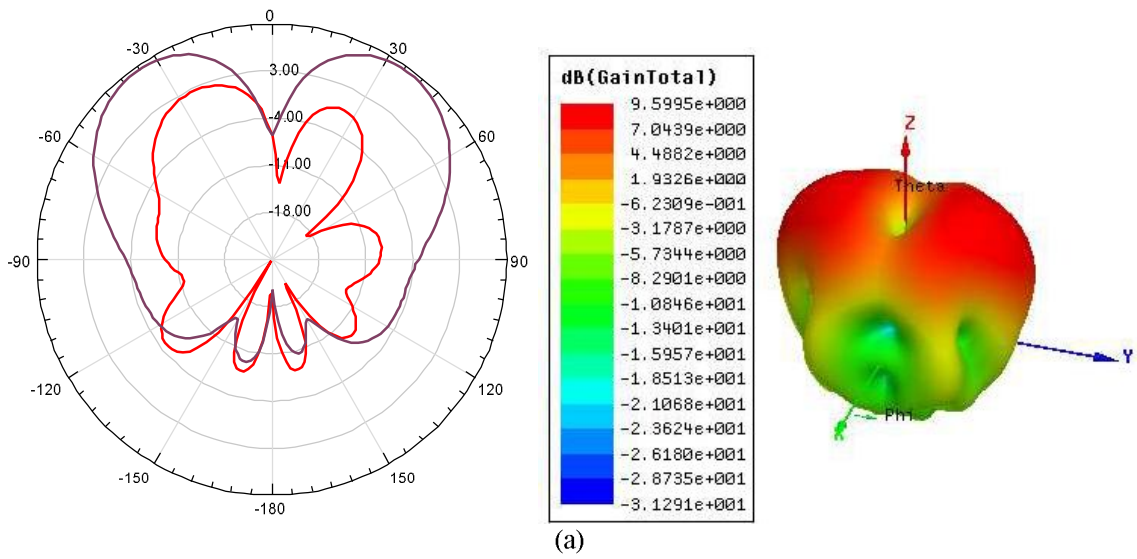 0
-30
30
3.00
-4.00
-60
60
-11.00
-18.00
-90
90
-120
120
-150
150
-180
dB(GainTotal)
9.5995e+000
7.0439e+000
4.4882e+000
1.9326e+000
-6.2309e-001
-3.1787e+000
-5.7344e+000
-8.2901e+000
-1.0846e+001
-1.3401e+001
-1.5957e+001
-1.8513e+001
-2.1068e+001
-2.3624e+001
-2.6180e+001
-2.8735e+001
-3.1291e+001
Z
Theta
Y
Phi
X
(a)